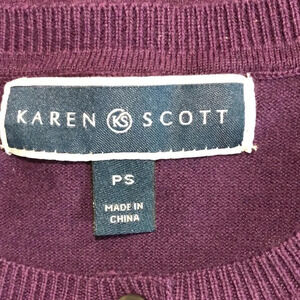 KAREN KS SCOTT
PS
MADE IN
CHINA